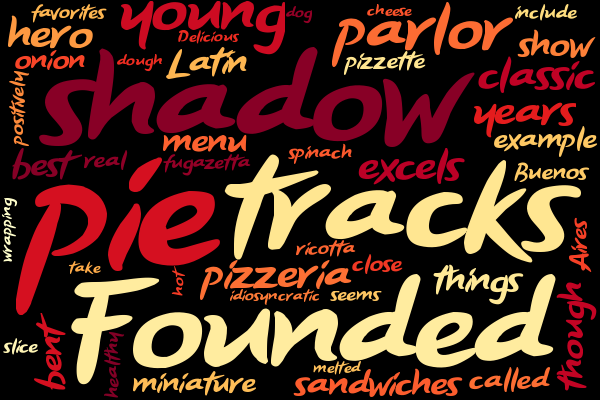 favorites
young
dog
cheese
include
hero
Delicious
parlor
show
onion
dough
Latin
pizzette
classic
positively
shadow
years
menu
example
best
real
fugazetta
spinach
excels
Buenos
pie
tracks
wrapping
ricotta
Aires
take
hot
pizzeria
close
things
idiosyncratic
seems
Founded
though
slice
bent
healthy
miniature
melted
sandwiches
called